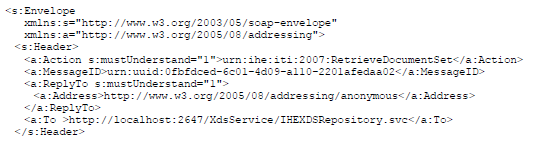 <s:Envelope
xmlns:s="http://www.w3.org/2003/05/soap-envelope"
xmlns:a="http://www.w3.org/2005/08/addressing">
<s:Header>
<a:Action s:mustUnderstand="1">urn:ihe:iti:2007:RetrieveDocumentSet</a:Action>
<a:MessageID>urn:uuid:0fbfdced-6c01-4d09-a110-2201afedaa02</a:MessageID>
<a:ReplyTo s:mustUnderstand="1">
<a:Address>http://www.w3.org/2005/08/addressing/anonymous</a:Address>
</a:ReplyTo>
<a:To >http://localhost:2647/XdsService/IHEXDSRepository.svc</a:To>
</s:Header>